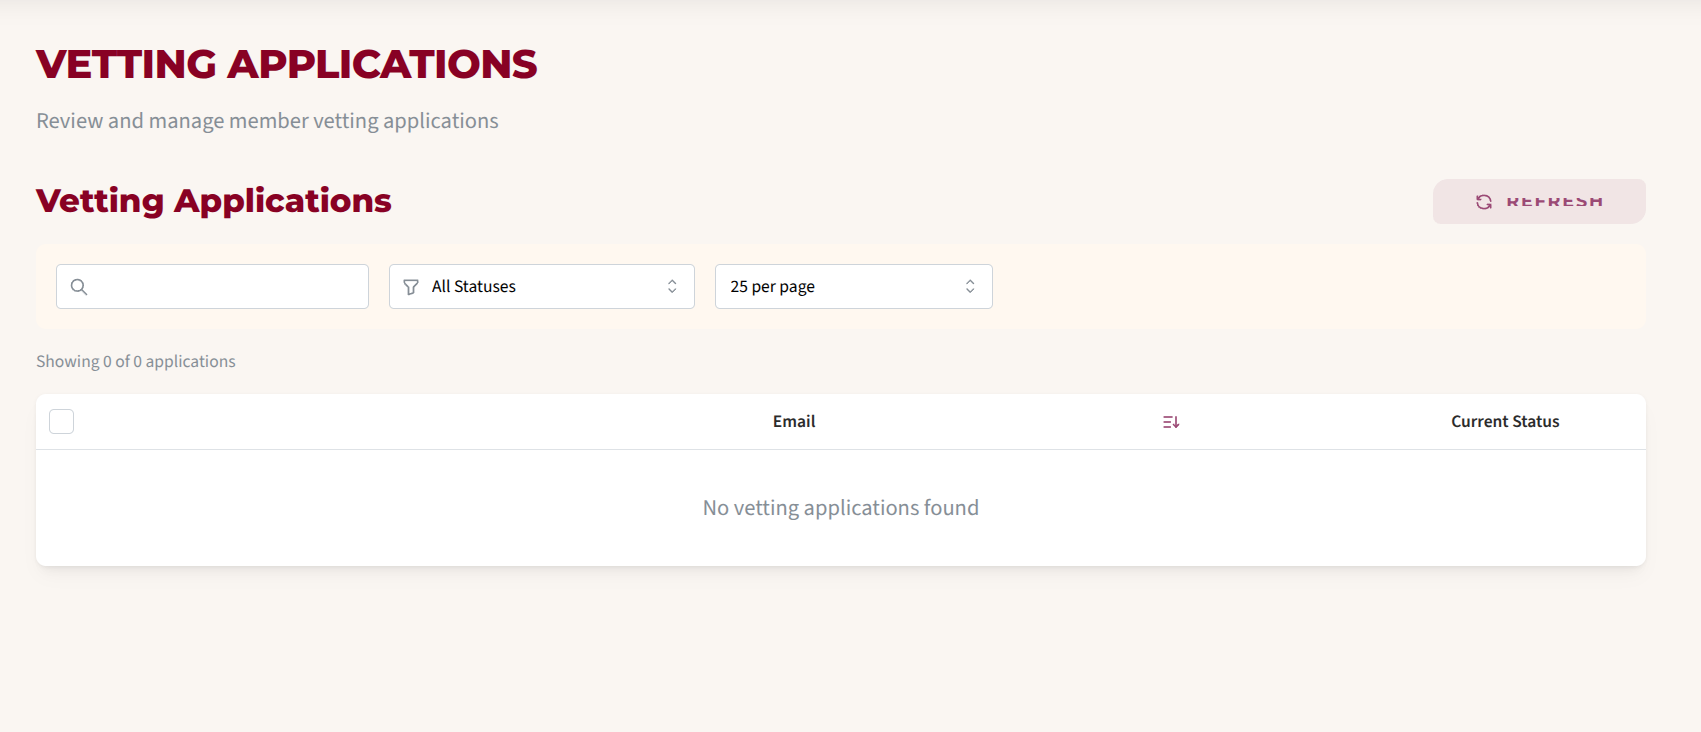 VETTING APPLICATIONS
Review and manage member vetting applications
Vetting Applications
REFRESH
All Statuses
25 per page
Showing 0 of 0 applications
Email
Current Status
No vetting applications found